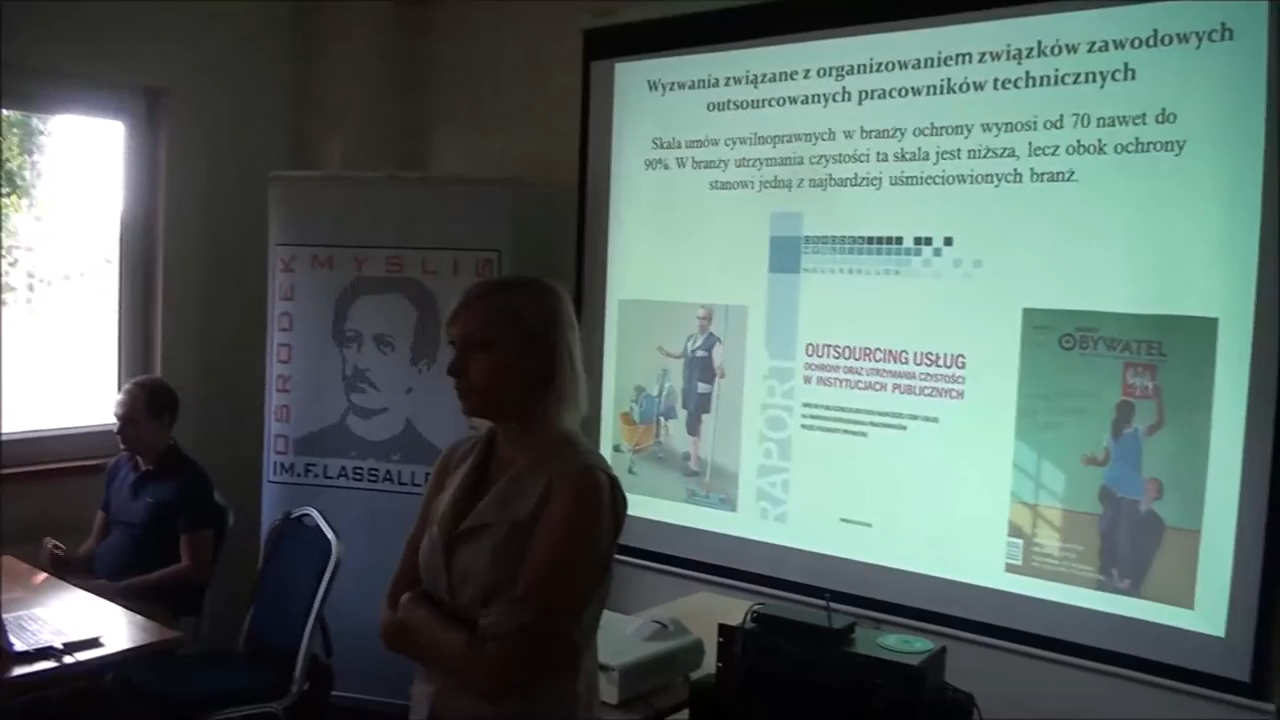 Wyzwania związane z organizowaniem związków zawodowych
outsourcowanych pracowników technicznych
Skala umów cywilnoprawnych w branży ochrony wynosi od 70 nawet do
90%. W branży utrzymania czystości ta skala jest niższa, lecz obok ochrony
stanowi jedną z najbardziej uśmieciowionych branż.
OŚRODEK
MYŚLI S
IM.F.LASSALL
RAPORT
OŚRODEK
OUTSOURCING USŁUG
OCHRONY ORAZ UTRZYMANIA CZYSTOŚCI
W INSTYTUCJACH PUBLICZNYCH
OBYWATEL